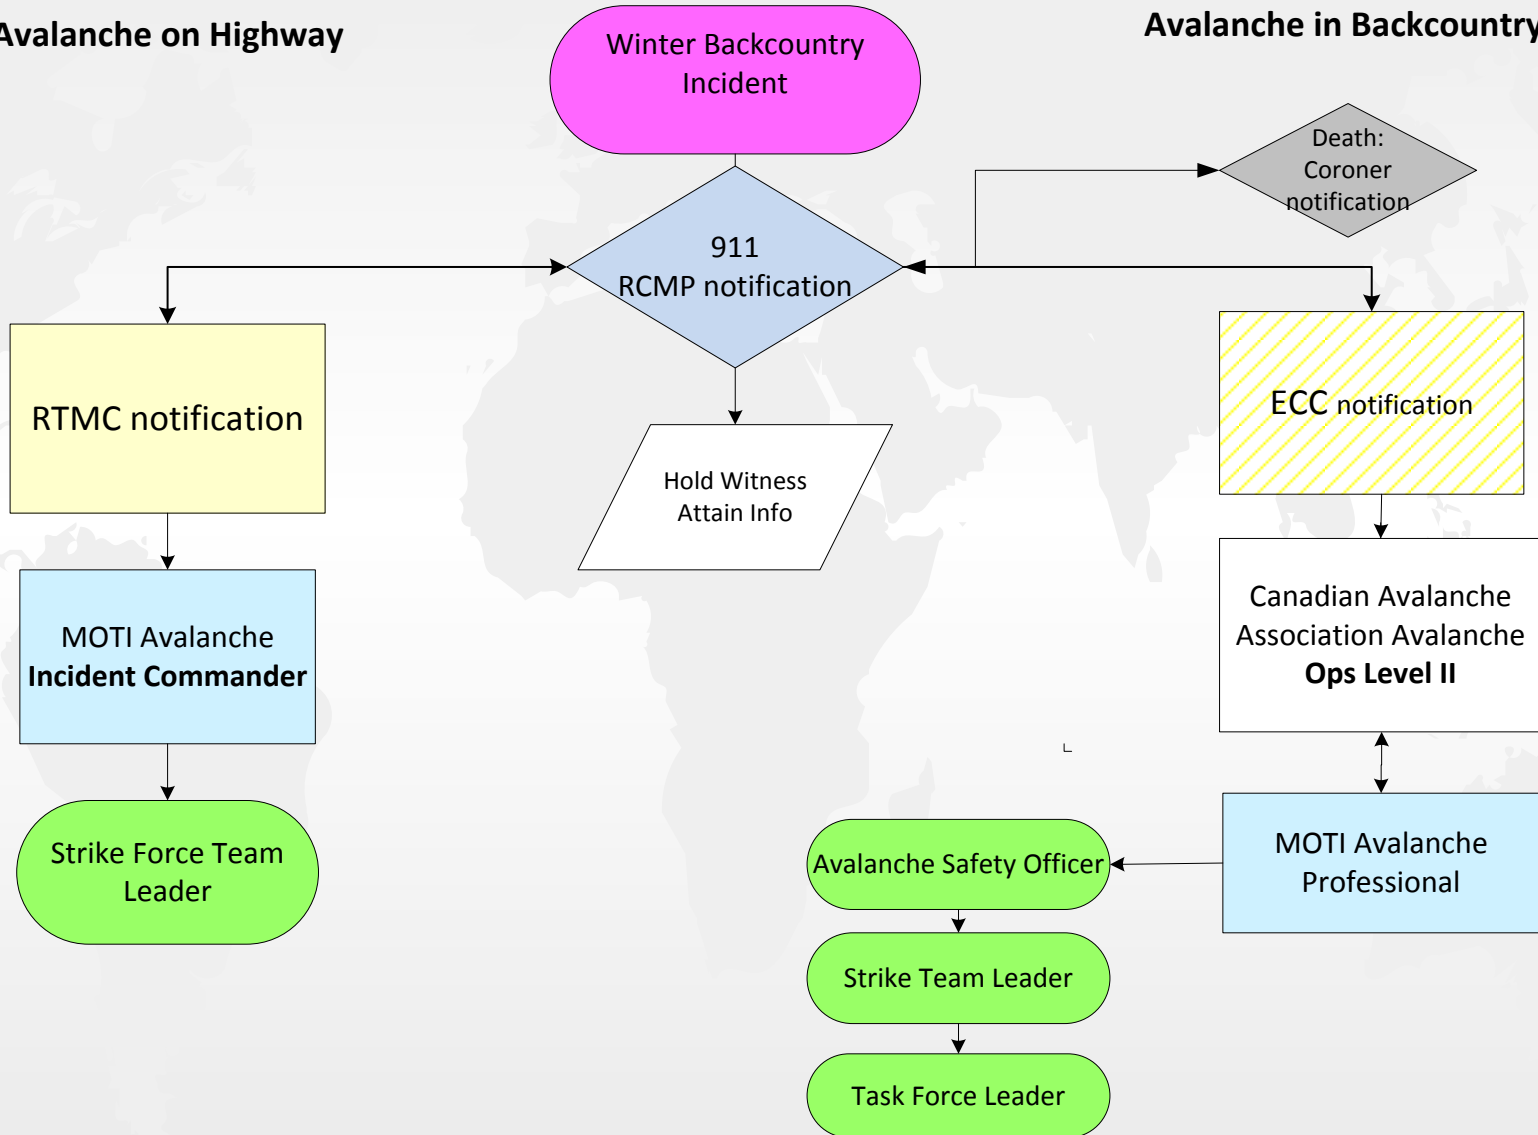 Avalanche on Highway
Avalanche in Backcountry
Winter Backcountry
Incident
Death:
Coroner
notification
911
RCMP notification
RTMC notification
ECC notification
Hold Witness
Attain Info
MOTI Avalanche
Incident Commander
Canadian Avalanche
Association Avalanche
Ops Level II
Strike Force Team
Leader
Avalanche Safety Officer
MOTI Avalanche
Professional
Strike Team Leader
Task Force Leader